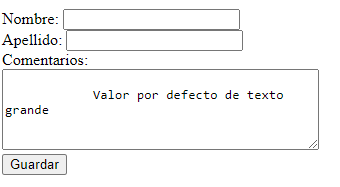 Nombre:
Apellido:
Comentarios:
Valor por defecto de texto
grande
Guardar